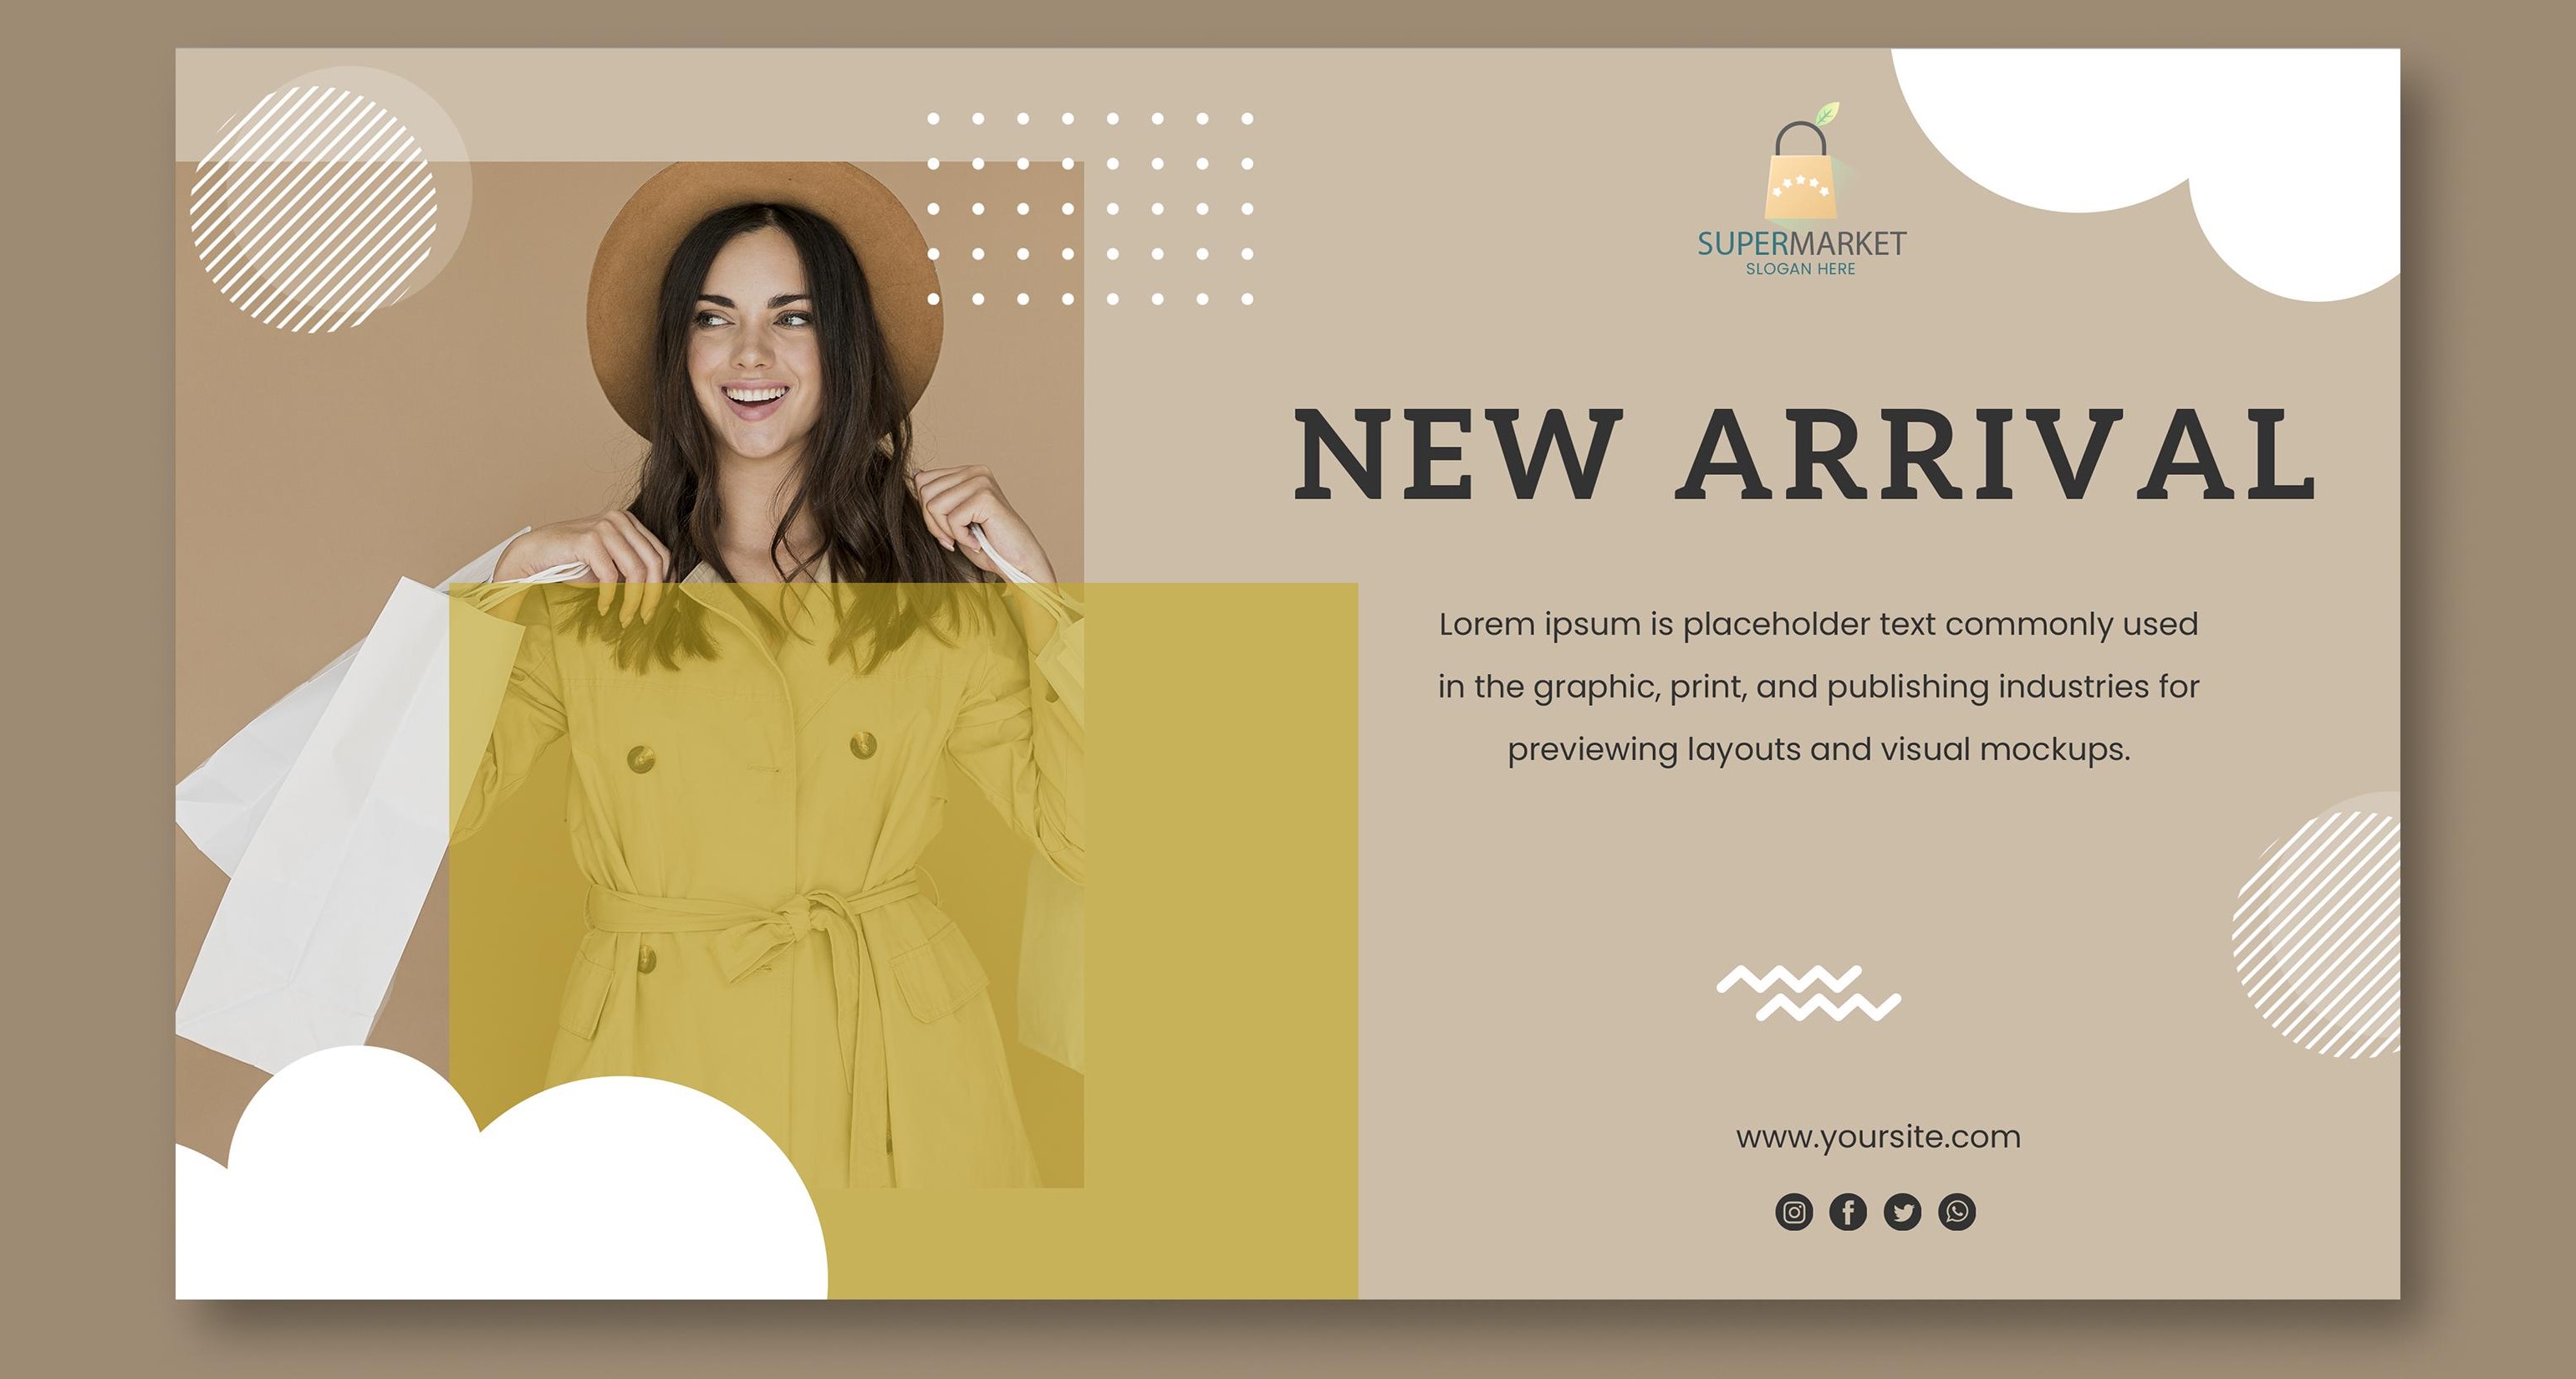 SUPERMARKET
SLOGAN HERE
NEW ARRIVAL
Lorem ipsum is placeholder text commonly used
in the graphic, print, and publishing industries for
previewing layouts and visual mockups.
www.yoursite.com